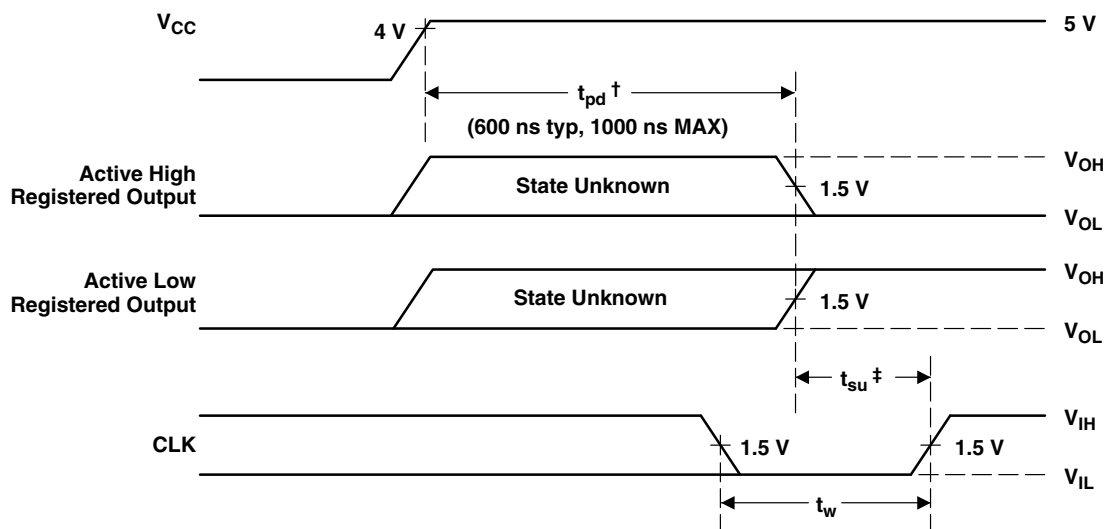 VCC
4 V
5 V
tpd †
(600 ns typ, 1000 ns MAX)
Active High
Registered Output
State Unknown
1.5 V
VOH
VOL
Active Low
Registered Output
State Unknown
1.5 V
VOH
VOL
tsu ‡
CLK
1.5 V
1.5 V
VIH
VIL
tw